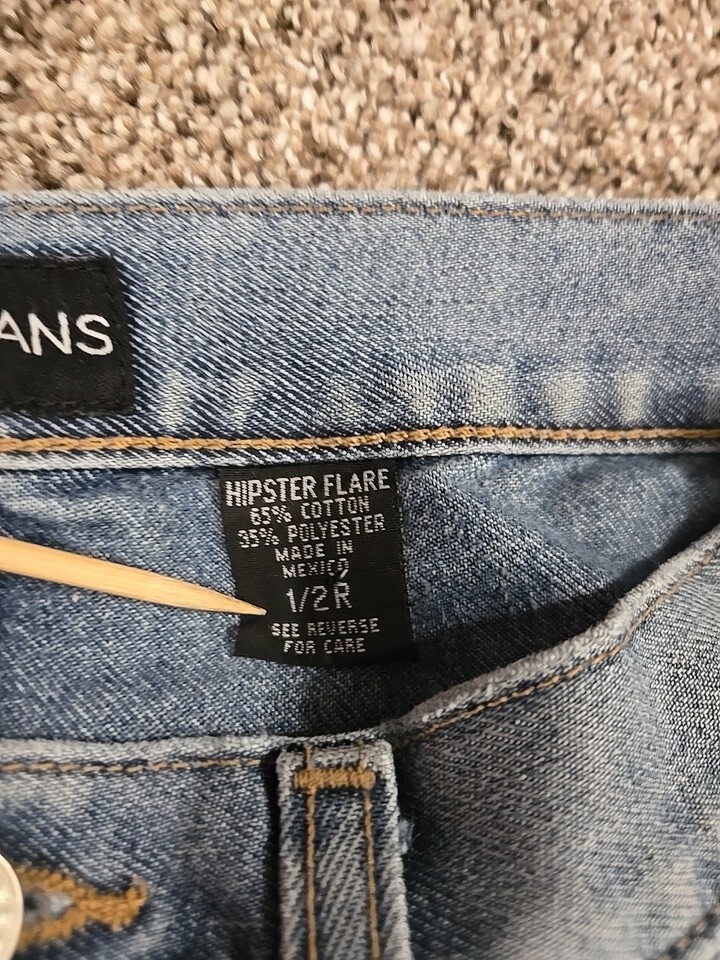 ANS
HIPSTER FLARE
65% COTTON
35% POLYESTER
MADE IN
MEXICO
1/2R
SEE REVERSE
FOR CARE